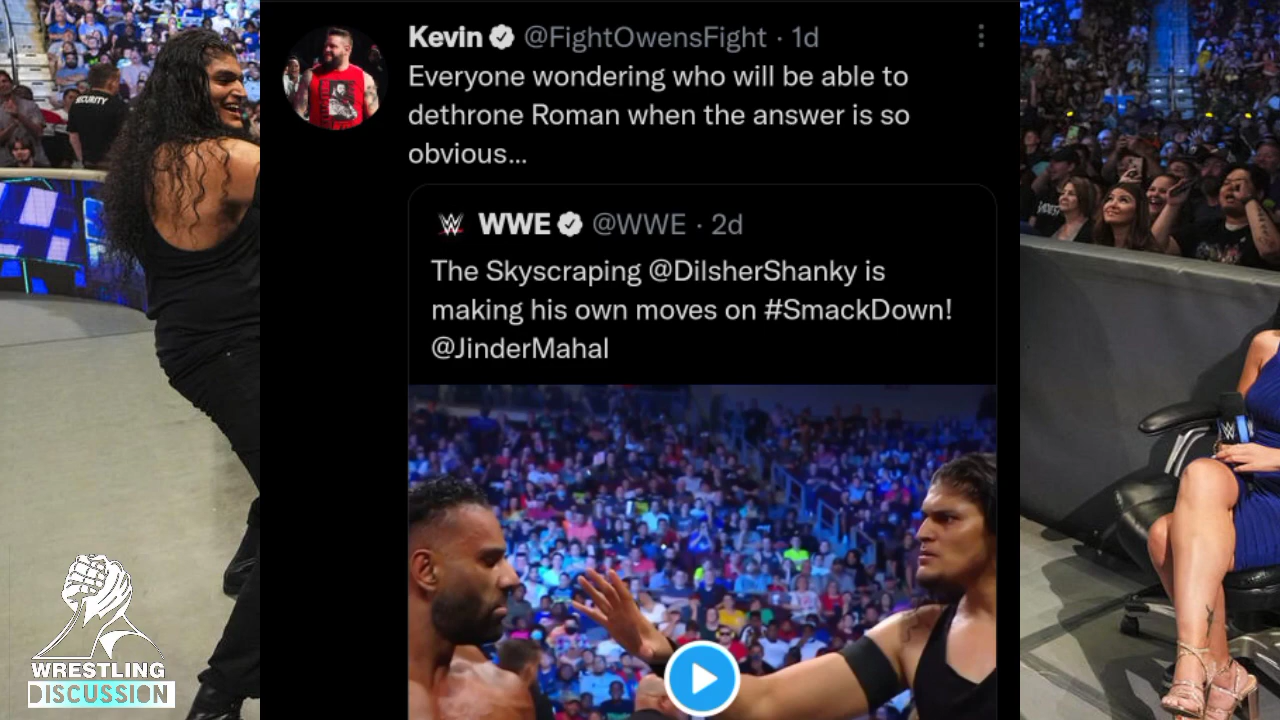 Kevin @FightOwensFight · 1d
Everyone wondering who will be able to
dethrone Roman when the answer is so
obvious...
WWE @WWE · 2d
The Skyscraping @DilsherShanky is
making his own moves on #SmackDown!
@JinderMahal
SECURITY
WRESTLING
DISCUSSION